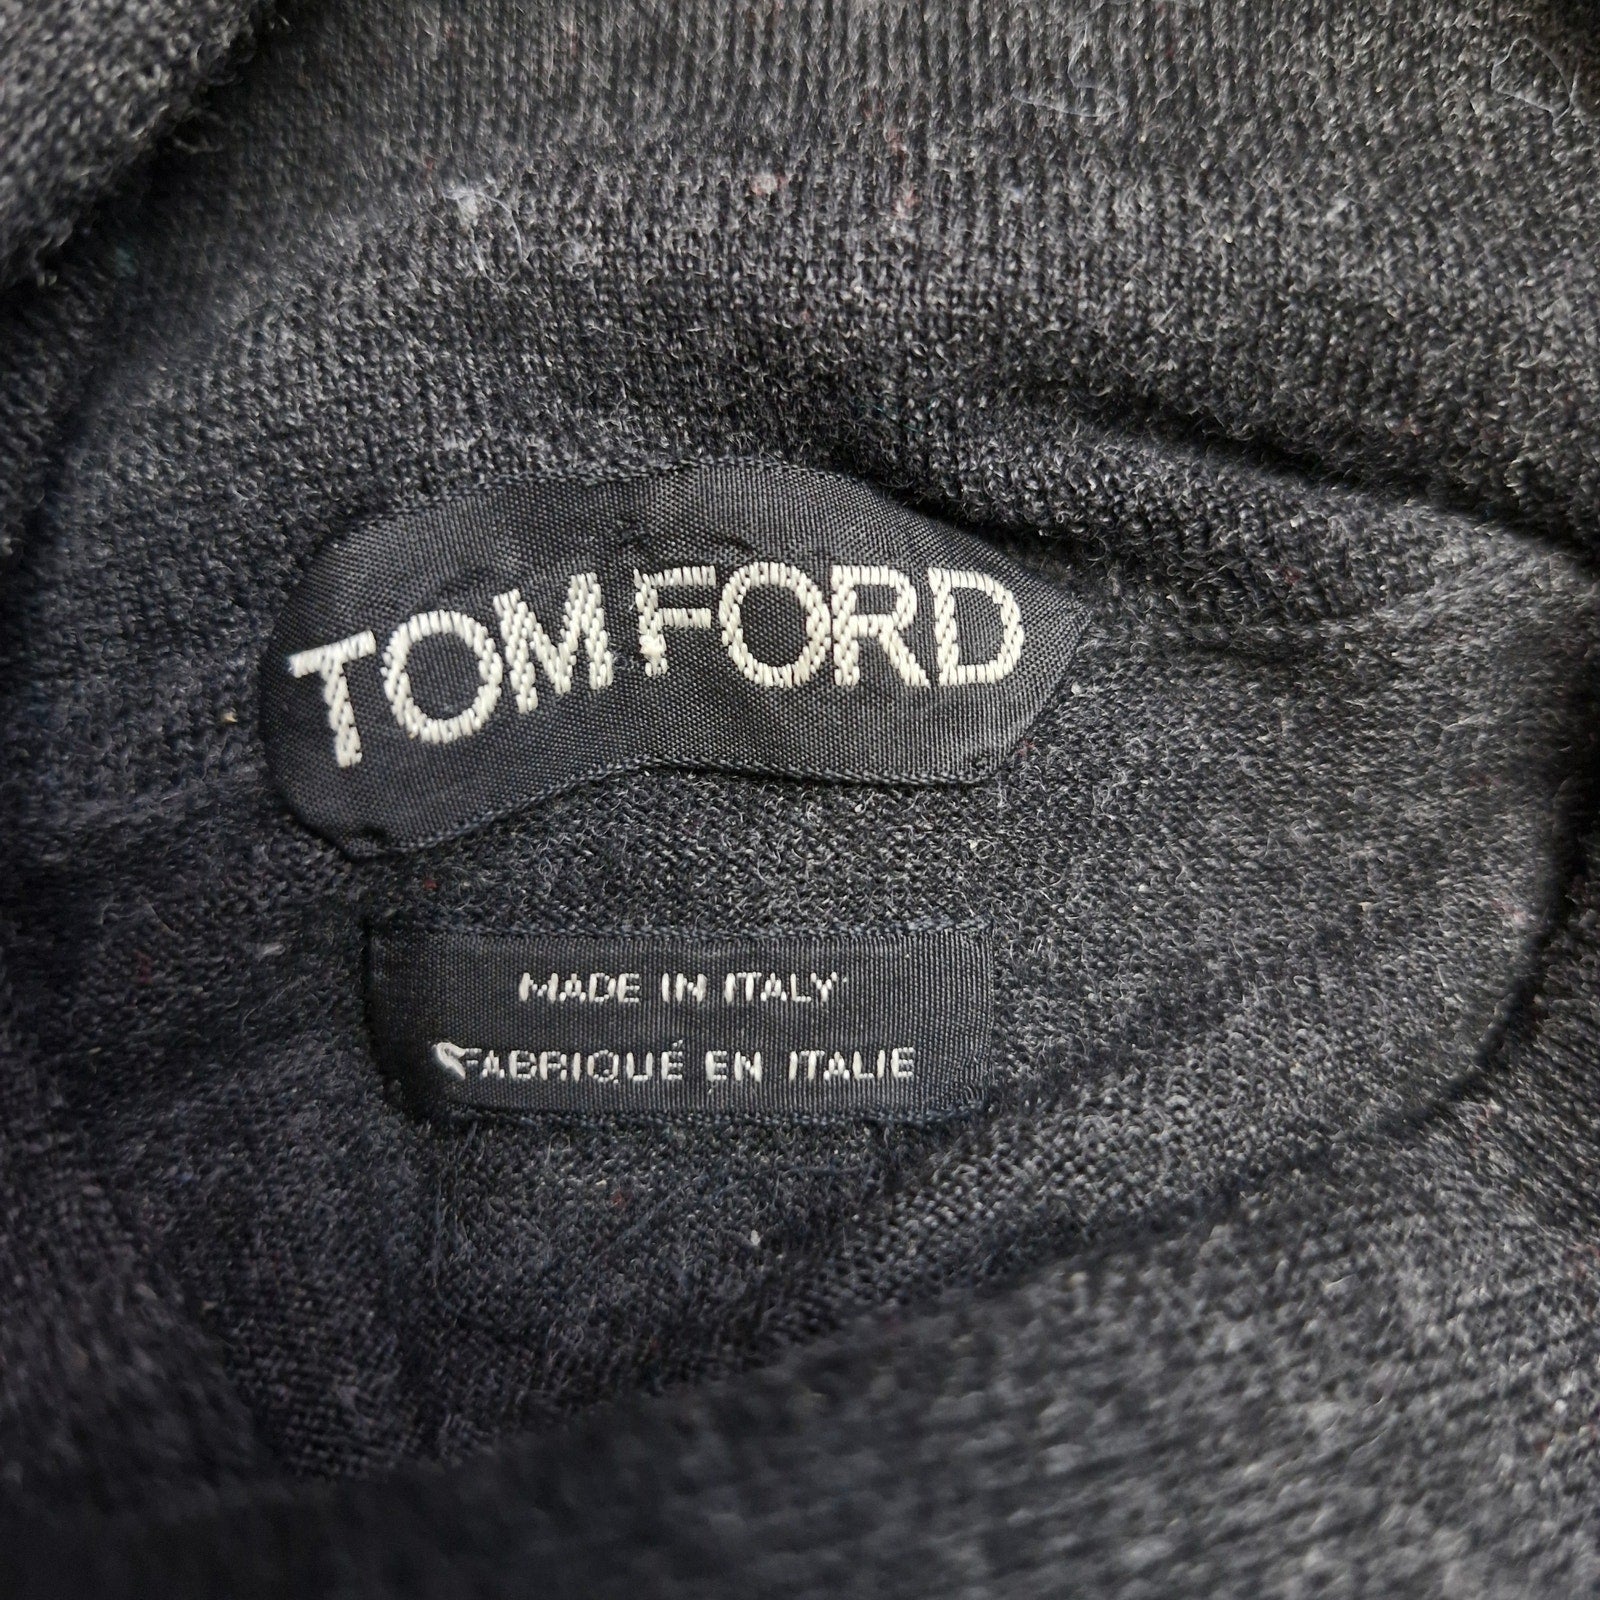 TOM FORD
MADE IN ITALY
FABRIQUÉ EN ITALIE